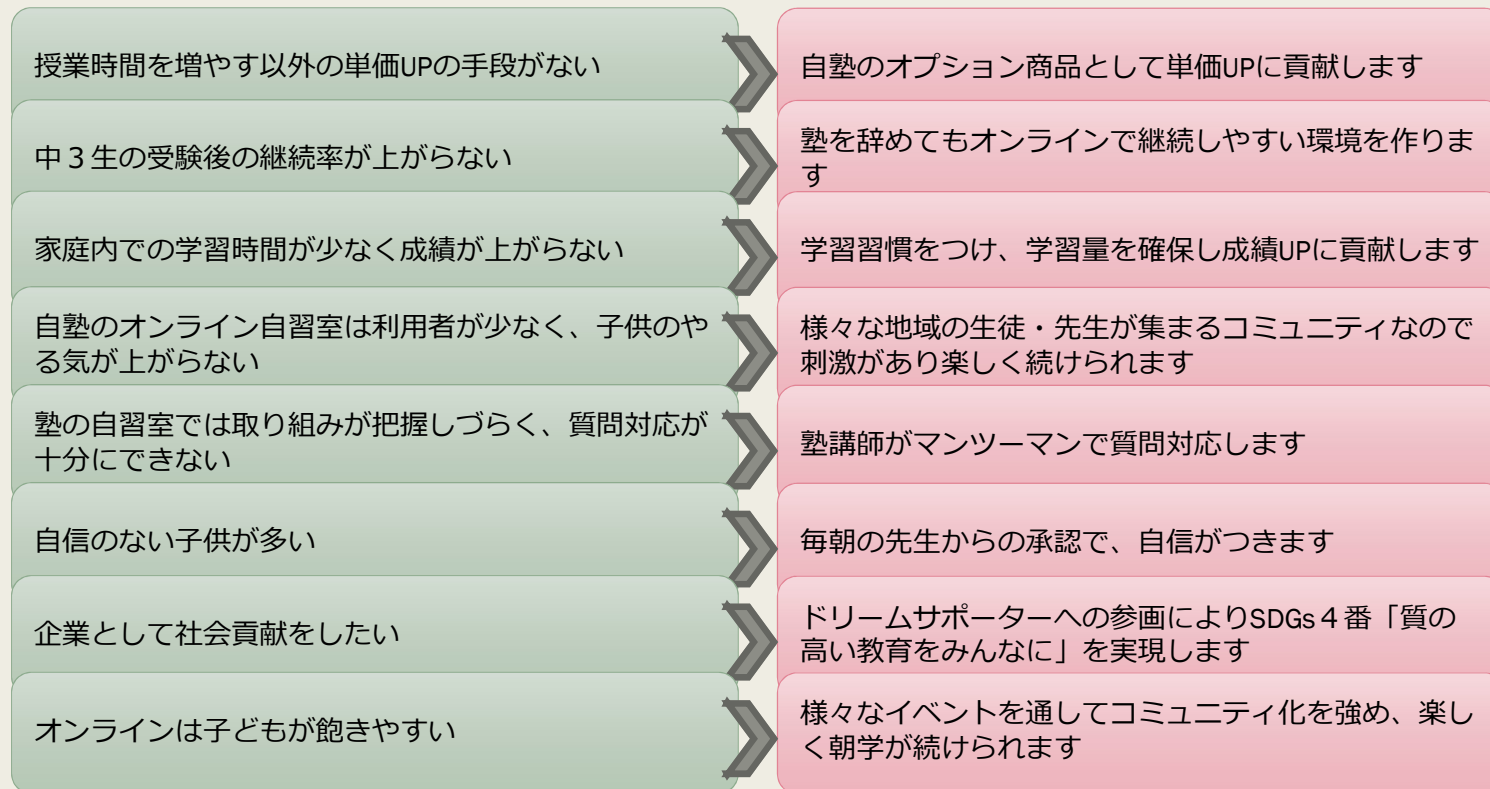 授業時間を増やす以外の単価UPの手段がない
自塾のオプション商品として単価UPに貢献します
中３生の受験後の継続率が上がらない
塾を辞めてもオンラインで継続しやすい環境を作りま
す
家庭内での学習時間が少なく成績が上がらない
学習習慣をつけ、学習量を確保し成績UPに貢献します
自塾のオンライン自習室は利用者が少なく、子供のや
る気が上がらない
様々な地域の生徒・先生が集まるコミュニティなので
刺激があり楽しく続けられます
塾の自習室では取り組みが把握しづらく、質問対応が
十分にできない
塾講師がマンツーマンで質問対応します
自信のない子供が多い
毎朝の先生からの承認で、自信がつきます
企業として社会貢献をしたい
ドリームサポーターへの参画によりSDGs４番「質の
高い教育をみんなに」を実現します
オンラインは子どもが飽きやすい
様々なイベントを通してコミュニティ化を強め、楽し
く朝学が続けられます